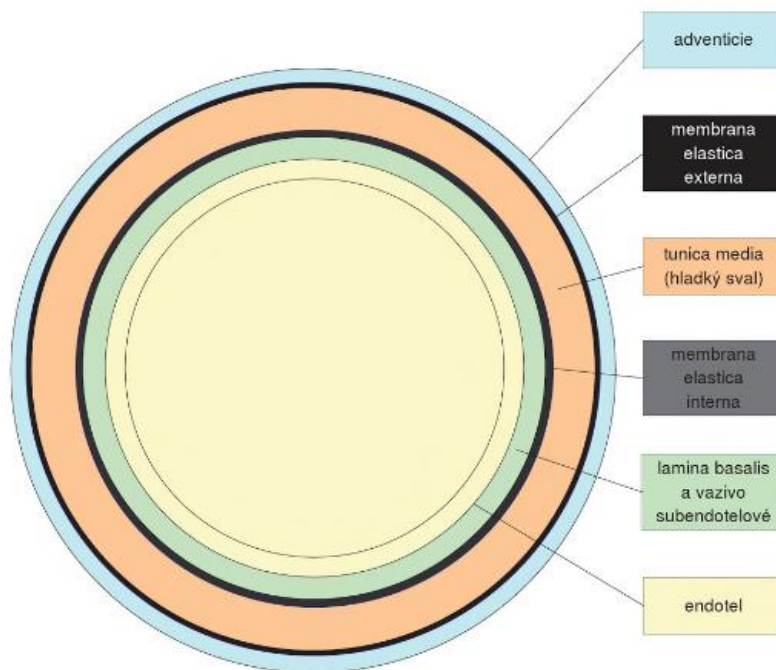 adventicie
membrana
elastica
externa
tunica media
(hladký sval)
membrana
elastica
interna
lamina basalis
a vazivo
subendotelové
endotel